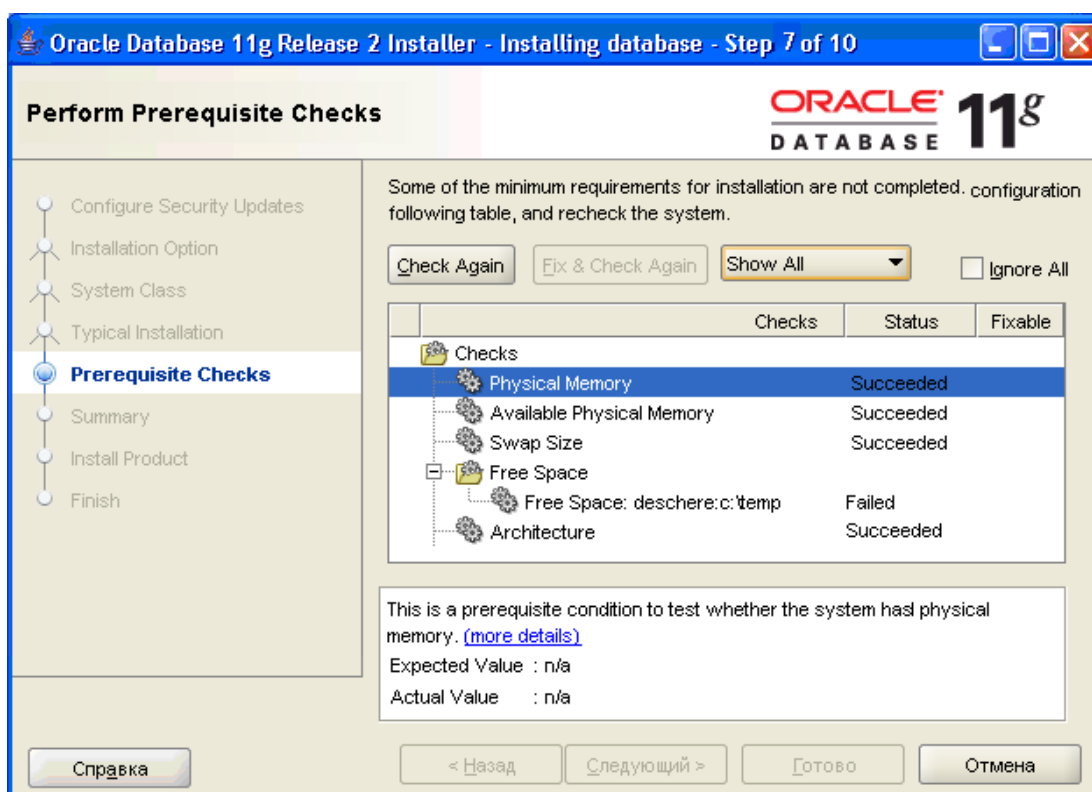 Oracle Database 11g Release 2 Installer - Installing database - Step 7 of 10
Perform Prerequisite Checks
ORACLE
DATABASE
11g
Configure Security Updates
Installation Option
System Class
Typical Installation
Prerequisite Checks
Summary
Install Product
Finish
Some of the minimum requirements for installation are not completed. configuration
following table, and recheck the system.
Check Again
Fix & Check Again
Show All
Ignore All
Checks Status Fixable
Checks
Physical Memory Succeeded
Available Physical Memory Succeeded
Swap Size Succeeded
Free Space
Free Space: deschere:c:\temp Failed
Architecture Succeeded
This is a prerequisite condition to test whether the system hasl physical
memory. (more details)
Expected Value : n/a
Actual Value : n/a
Справка
< Назад
Следующий >
Готово
Отмена